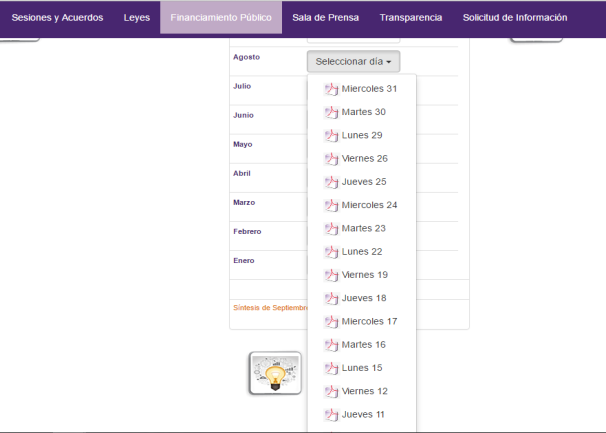 Sesiones y Acuerdos Leyes Financiamiento Público Sala de Prensa Transparencia Solicitud de Información
Agosto Seleccionar día
Julio Miercoles 31
Junio Martes 30
Lunes 29
Mayo Viernes 26
Abril Jueves 25
Marzo Miercoles 24
Febrero Martes 23
Lunes 22
Enero Viernes 19
Jueves 18
Síntesis de Septiembre
Miercoles 17
Martes 16
Lunes 15
Viernes 12
Jueves 11